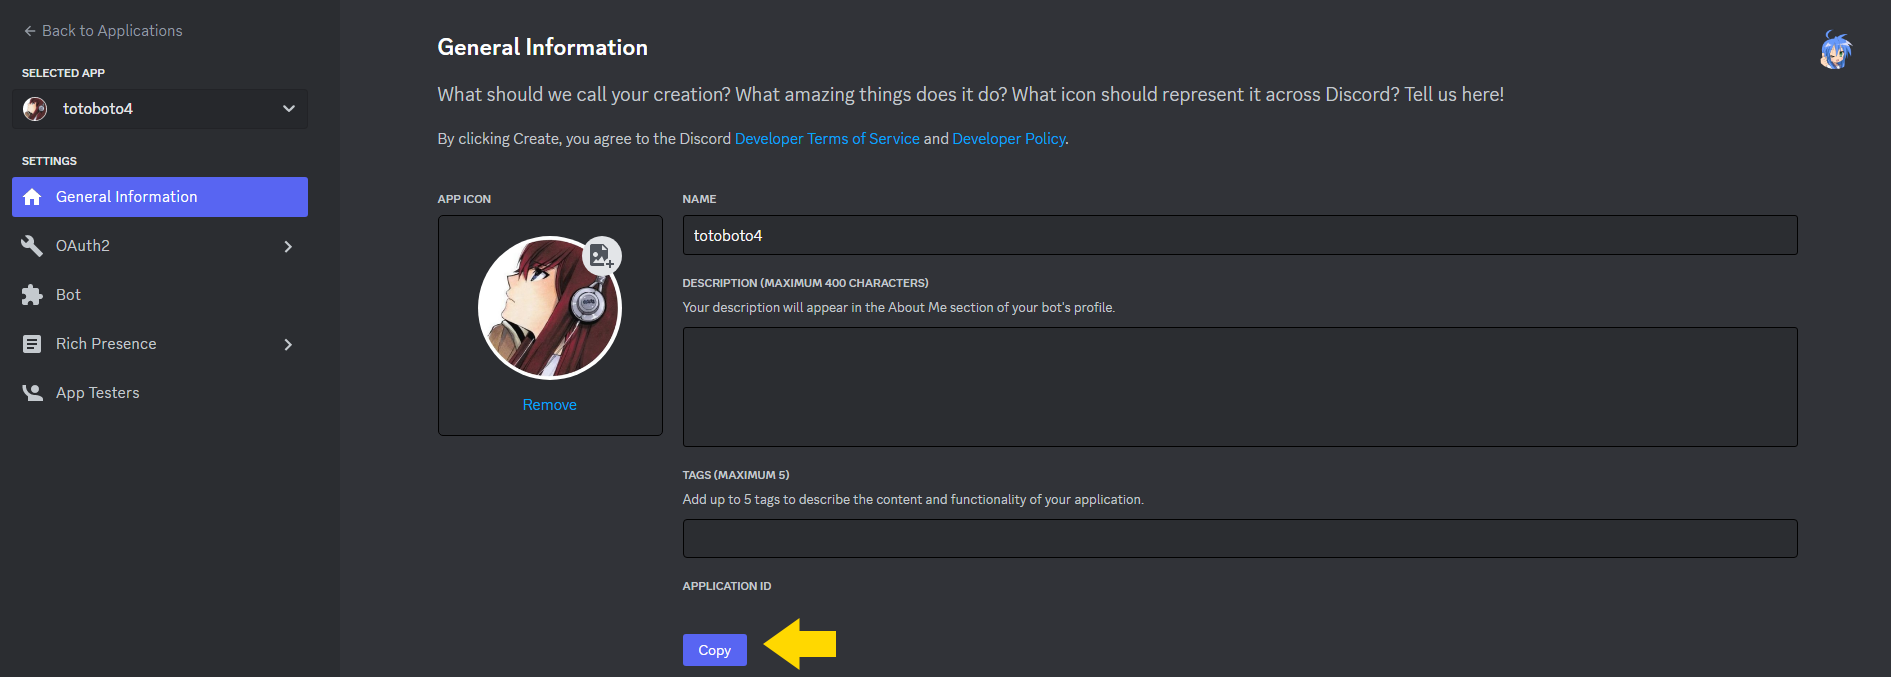 Back to Applications
SELECTED APP
totoboto4
SETTINGS
General Information
OAuth2
Bot
Rich Presence
App Testers
General Information
What should we call your creation? What amazing things does it do? What icon should represent it across Discord? Tell us here!
By clicking Create, you agree to the Discord Developer Terms of Service and Developer Policy.
APP ICON
Remove
NAME
totoboto4
DESCRIPTION (MAXIMUM 400 CHARACTERS)
Your description will appear in the About Me section of your bot's profile.
TAGS (MAXIMUM 5)
Add up to 5 tags to describe the content and functionality of your application.
APPLICATION ID
Copy